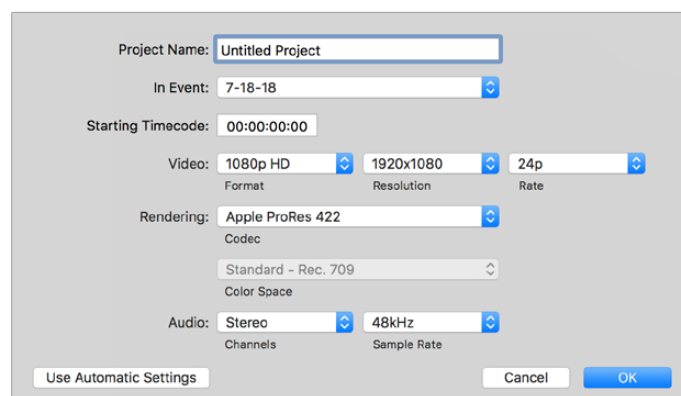 Project Name: Untitled Project
In Event: 7-18-18
Starting Timecode: 00:00:00:00
Video: 1080p HD 1920x1080 24p
Format Resolution Rate
Rendering: Apple ProRes 422
Codec
Standard - Rec. 709
Color Space
Audio: Stereo 48kHz
Channels Sample Rate
Use Automatic Settings Cancel OK